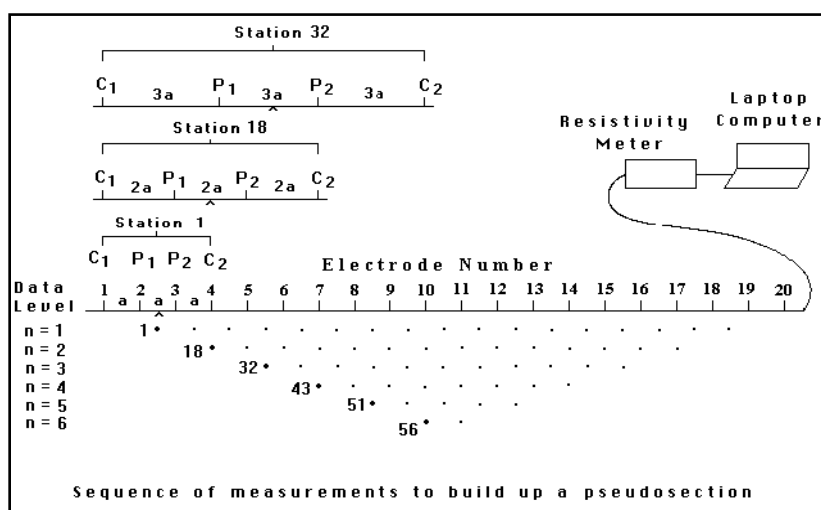 Station 32
C1 3a P1 3a P2 3a C2
Station 18
C1 2a P1 2a P2 2a C2
Station 1
C1 P1 P2 C2
Resistivity Meter
Laptop Computer
Electrode Number
Data Level
1 2 3 4 5 6 7 8 9 10 11 12 13 14 15 16 17 18 19 20
a a a
n = 1 1
n = 2 18
n = 3 32
n = 4 43
n = 5 51
n = 6 56
Sequence of measurements to build up a pseudosection